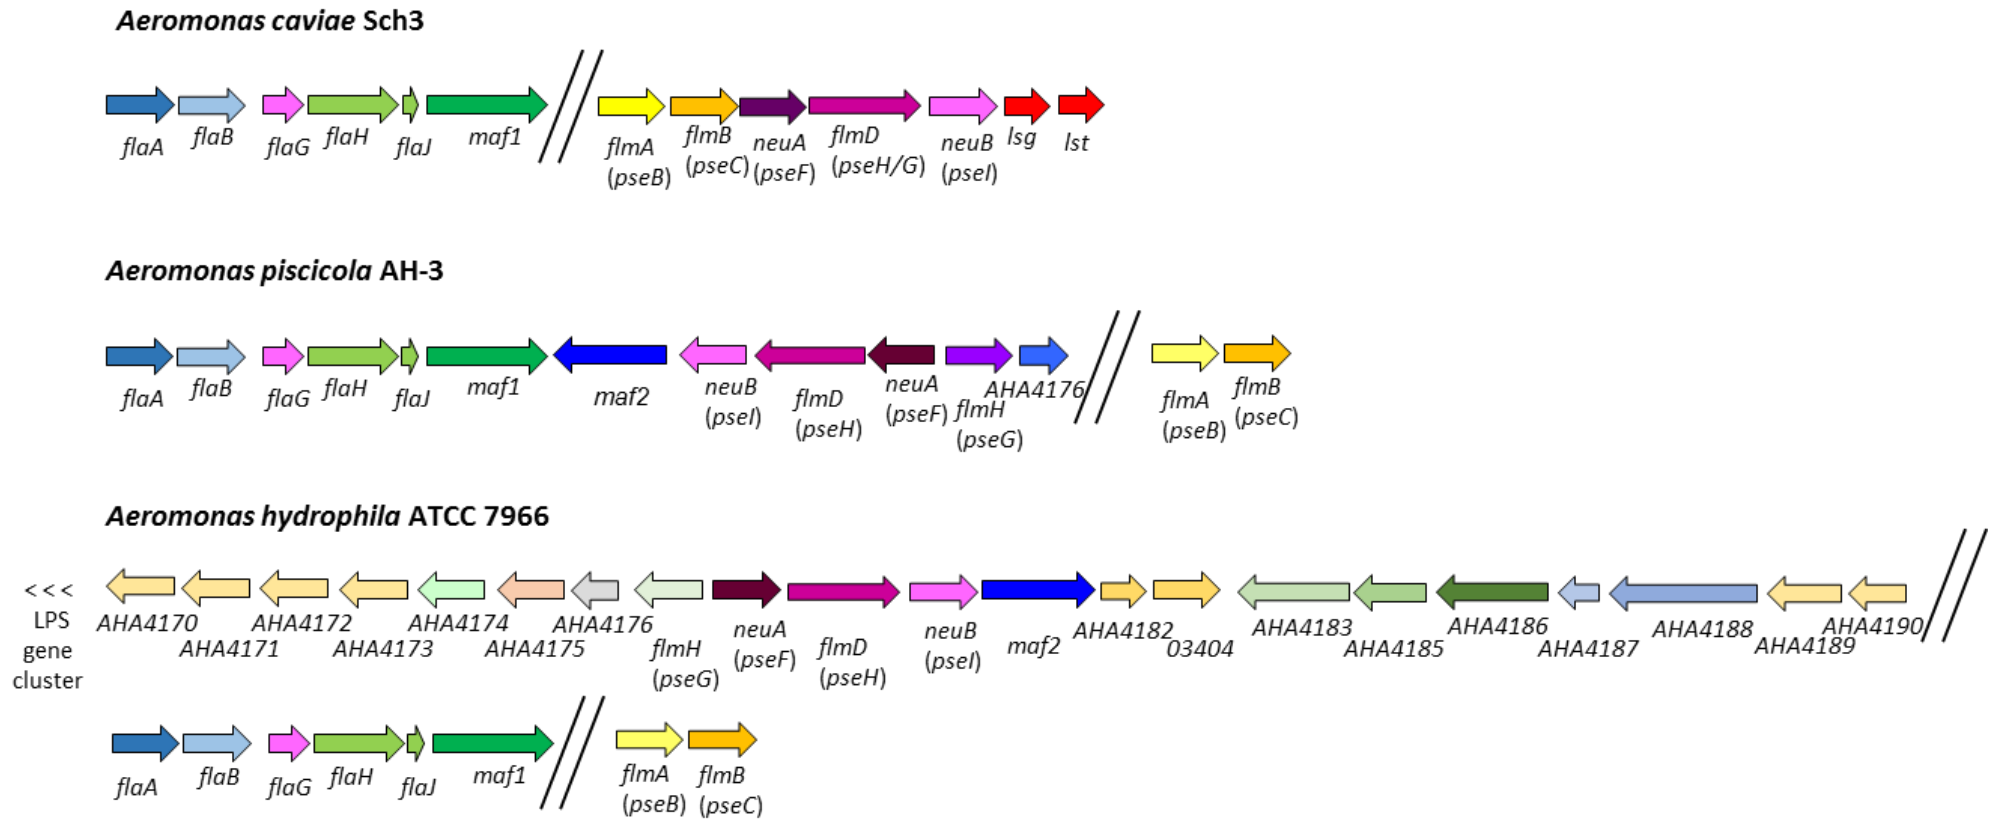 Aeromonas caviae Sch3
flaA flaB flaG flaH flaJ maf1 flmA flmB neuA flmD neuB lsg lst
(pseB) (pseC) (pseF) (pseH/G) (pseI)
Aeromonas piscicola AH-3
flaA flaB flaG flaH flaJ maf1 maf2 neuB flmD neuA flmH AHA4176 flmA flmB
(pseI) (pseH) (pseF) (pseG) (pseB) (pseC)
Aeromonas hydrophila ATCC 7966
< < <
LPS
gene
cluster
AHA4170 AHA4171 AHA4172 AHA4173 AHA4174 AHA4175 AHA4176 flmH neuA flmD neuB maf2 AHA4182 03404 AHA4183 AHA4185 AHA4186 AHA4187 AHA4188 AHA4189 AHA4190
(pseG) (pseF) (pseH) (pseI)
flaA flaB flaG flaH flaJ maf1 flmA flmB
(pseB) (pseC)